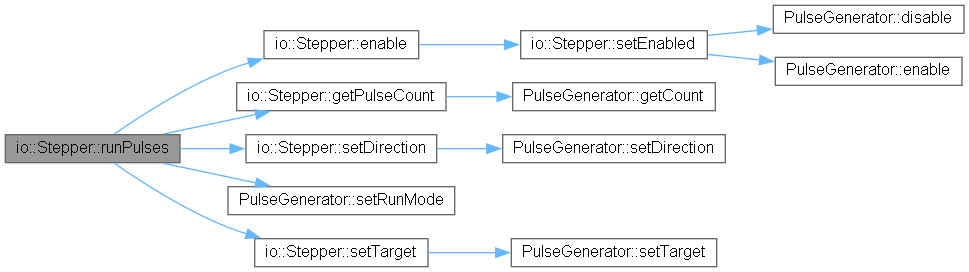 io::Stepper::runPulses
io::Stepper::enable
io::Stepper::setEnabled
PulseGenerator::disable
PulseGenerator::enable
io::Stepper::getPulseCount
PulseGenerator::getCount
io::Stepper::setDirection
PulseGenerator::setDirection
PulseGenerator::setRunMode
io::Stepper::setTarget
PulseGenerator::setTarget